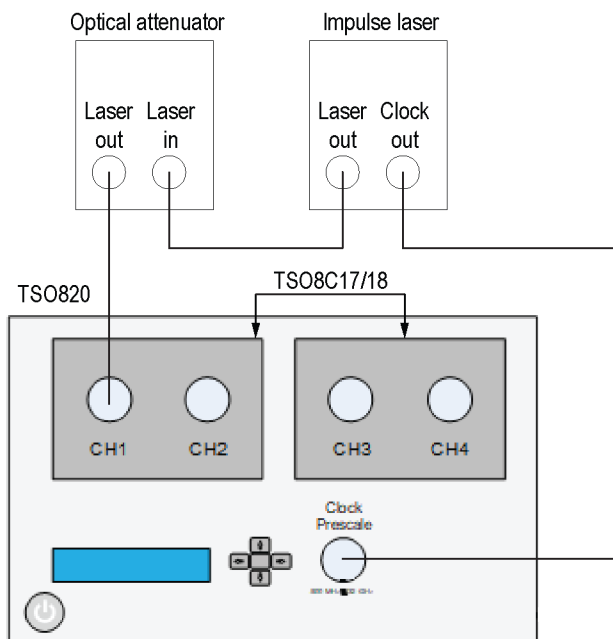 Optical attenuator
Impulse laser
Laser
out
Laser
in
Laser
out
Clock
out
TSO820
TSO8C17/18
CH1
CH2
CH3
CH4
Clock
Prescale